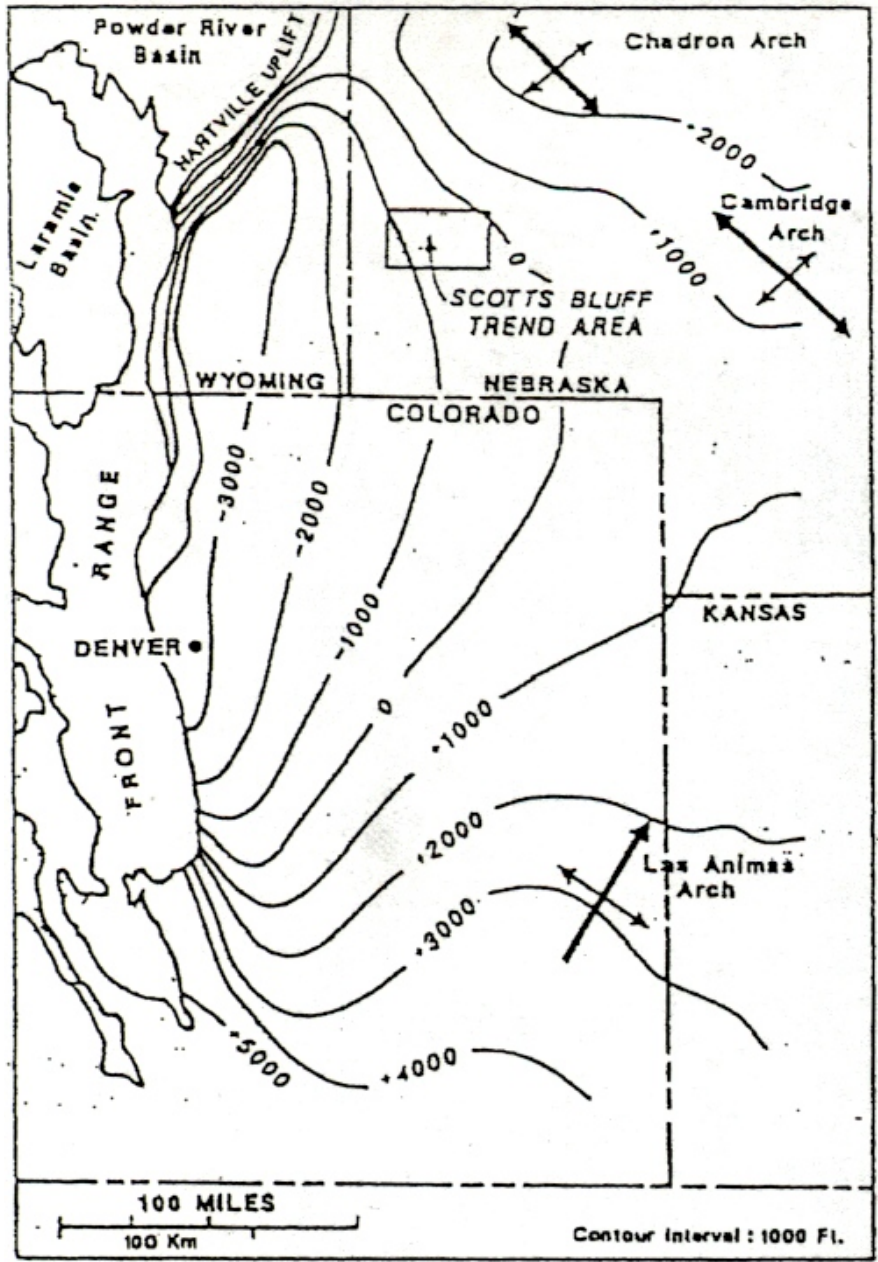 Powder River
Basin
HARTVILLE UPLIFT
Chadron Arch
-2000
Laramie
Basin.
Cambridge
Arch
+1000
0
SCOTTS BLUFF
TREND AREA
WYOMING
NEBRASKA
COLORADO
-3000
-2000
RANGE
-1000
KANSAS
DENVER
0
+1000
FRONT
+2000
Las Animas
Arch
+3000
+5000
+4000
100 MILES
100 Km
Contour Interval : 1000 Ft.